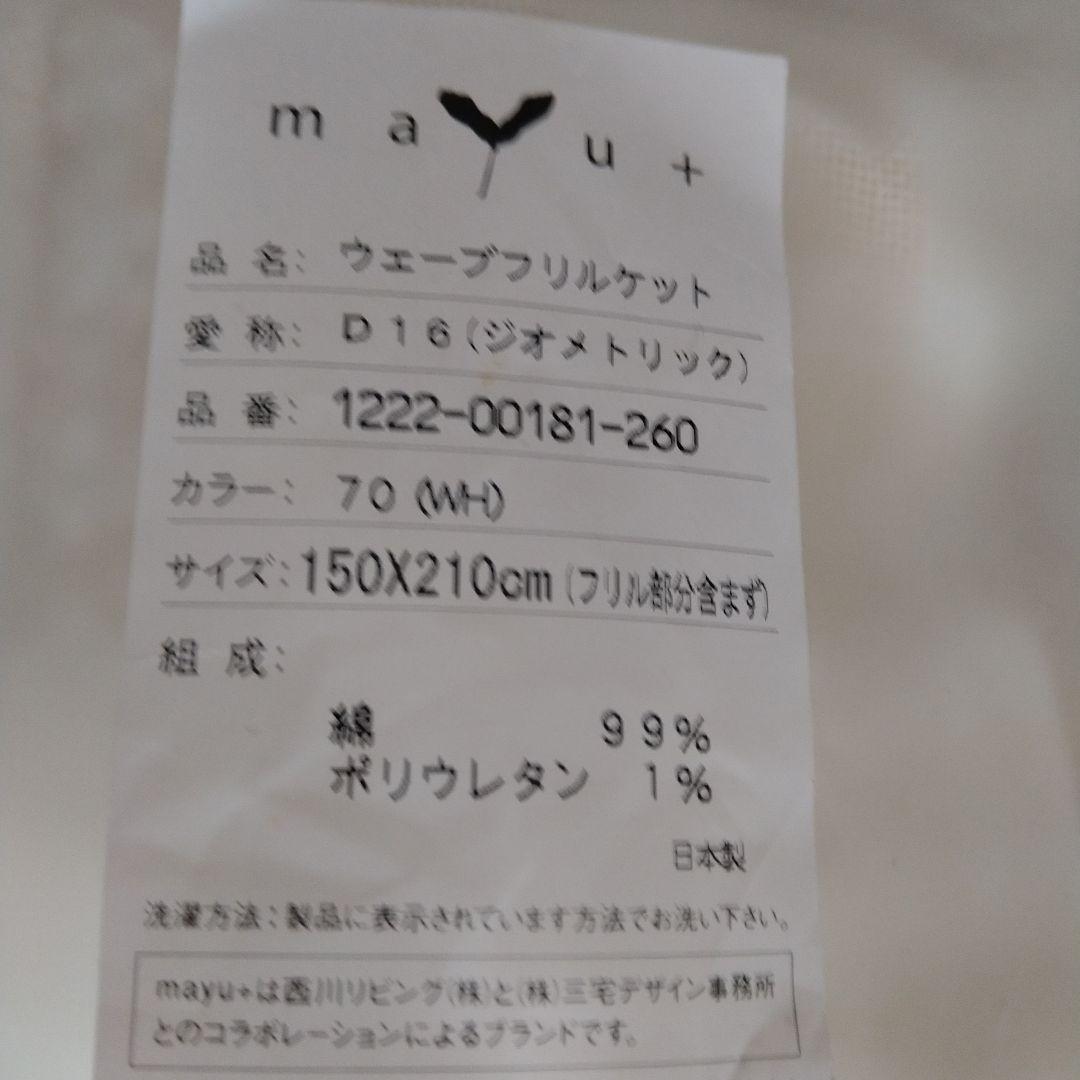 mayu+
品 名: ウェーブフリルケット
愛 称: D16(ジオメトリック)
品 番: 1222-00181-260
カラー: 70 (WH)
サイズ: 150X210cm (フリル部分含まず)
組 成:
綿 99%
ポリウレタン 1%
日本製
洗濯方法:製品に表示されています方法でお洗い下さい。
mayu+は西川リビング(株)と(株)三宅デザイン事務所
とのコラボレーションによるブランドです。